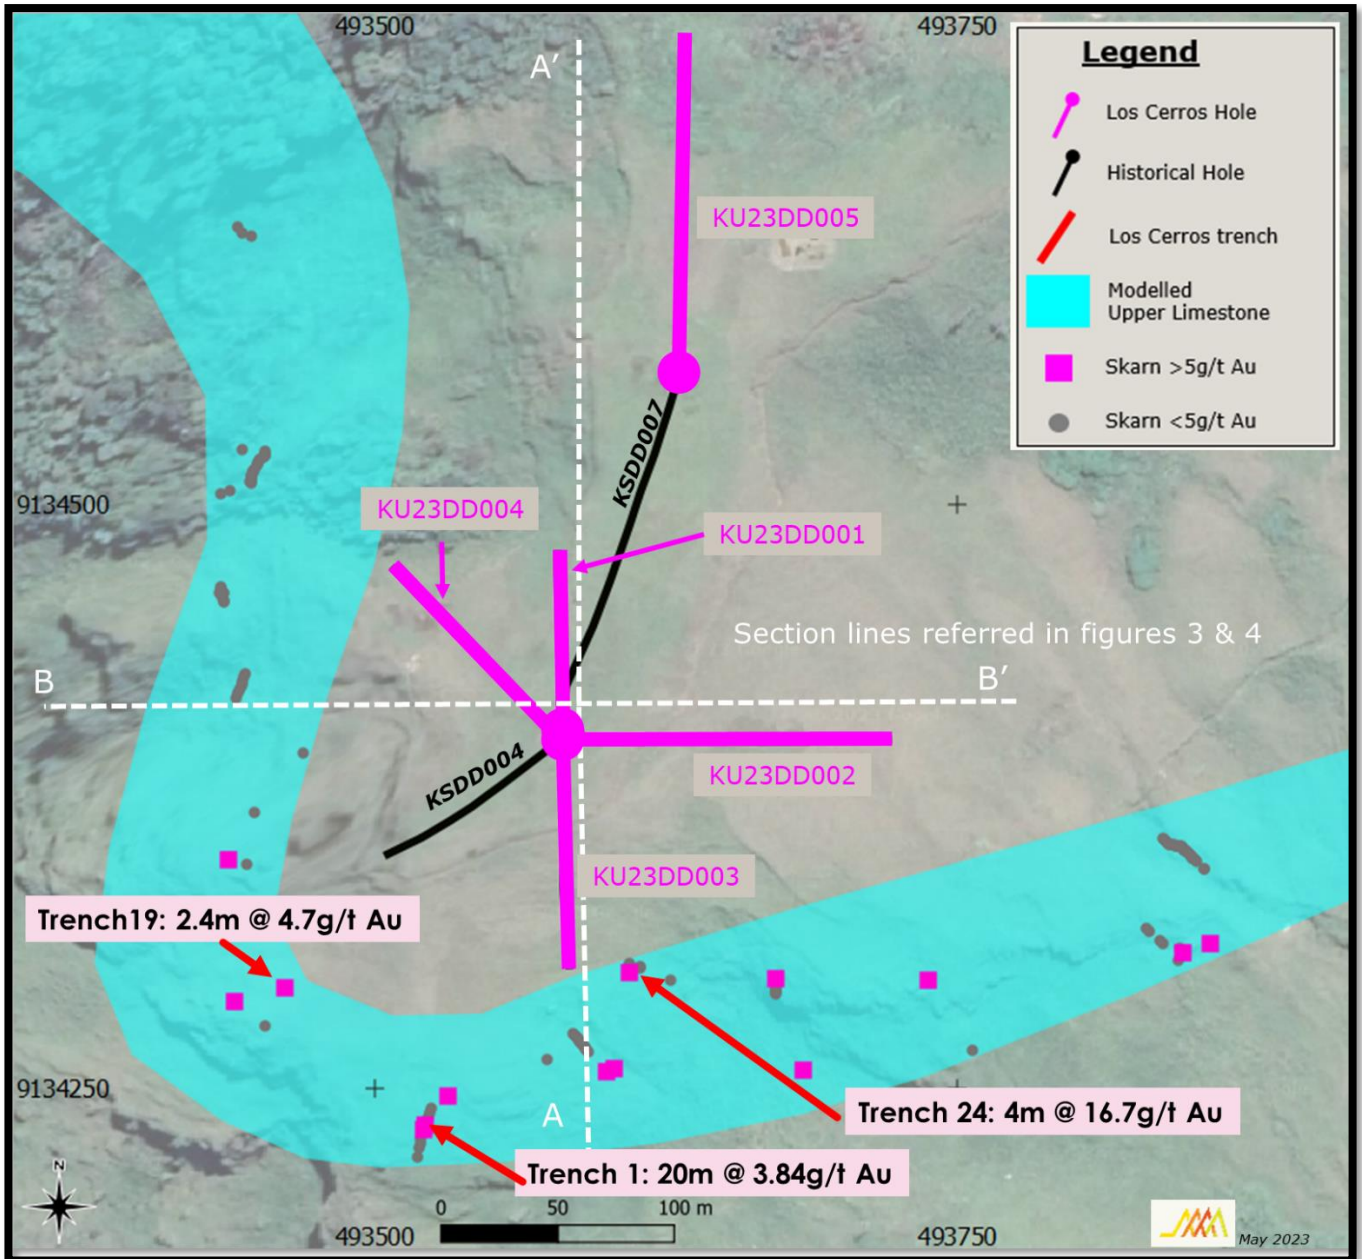 493500
493750
A’
Legend
Los Cerros Hole
Historical Hole
Los Cerros trench
Modelled
Upper Limestone
Skarn >5g/t Au
Skarn <5g/t Au
KU23DD005
KSDD007
9134500
KU23DD004
KU23DD001
Section lines referred in figures 3 & 4
B
B’
KSDD004
KU23DD002
KU23DD003
Trench19: 2.4m @ 4.7g/t Au
9134250
A
Trench 24: 4m @ 16.7g/t Au
Trench 1: 20m @ 3.84g/t Au
N
0 50 100 m
493500
493750
May 2023